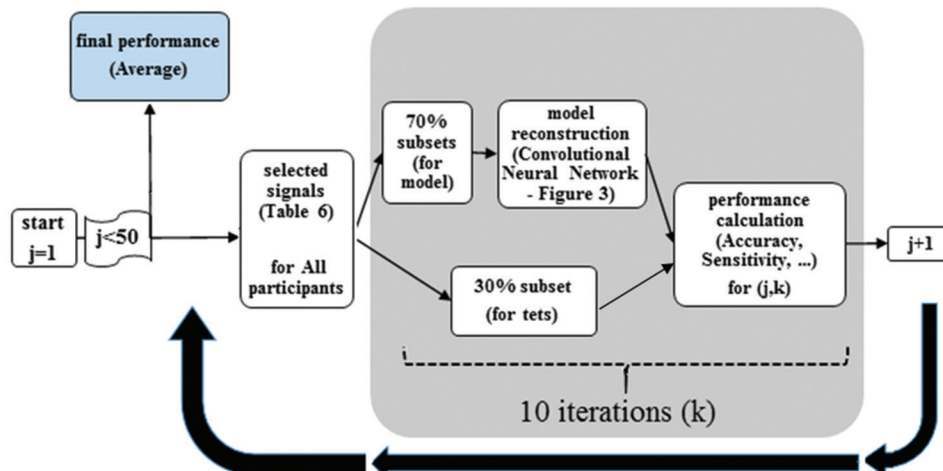 final performance
(Average)
start
j=1
j<50
selected
signals
(Table 6)
for All
participants
70%
subsets
(for
model)
model
reconstruction
(Convolutional
Neural Network
- Figure 3)
30% subset
(for tets)
performance
calculation
(Accuracy,
Sensitivity, ...)
for (j,k)
j+1
10 iterations (k)